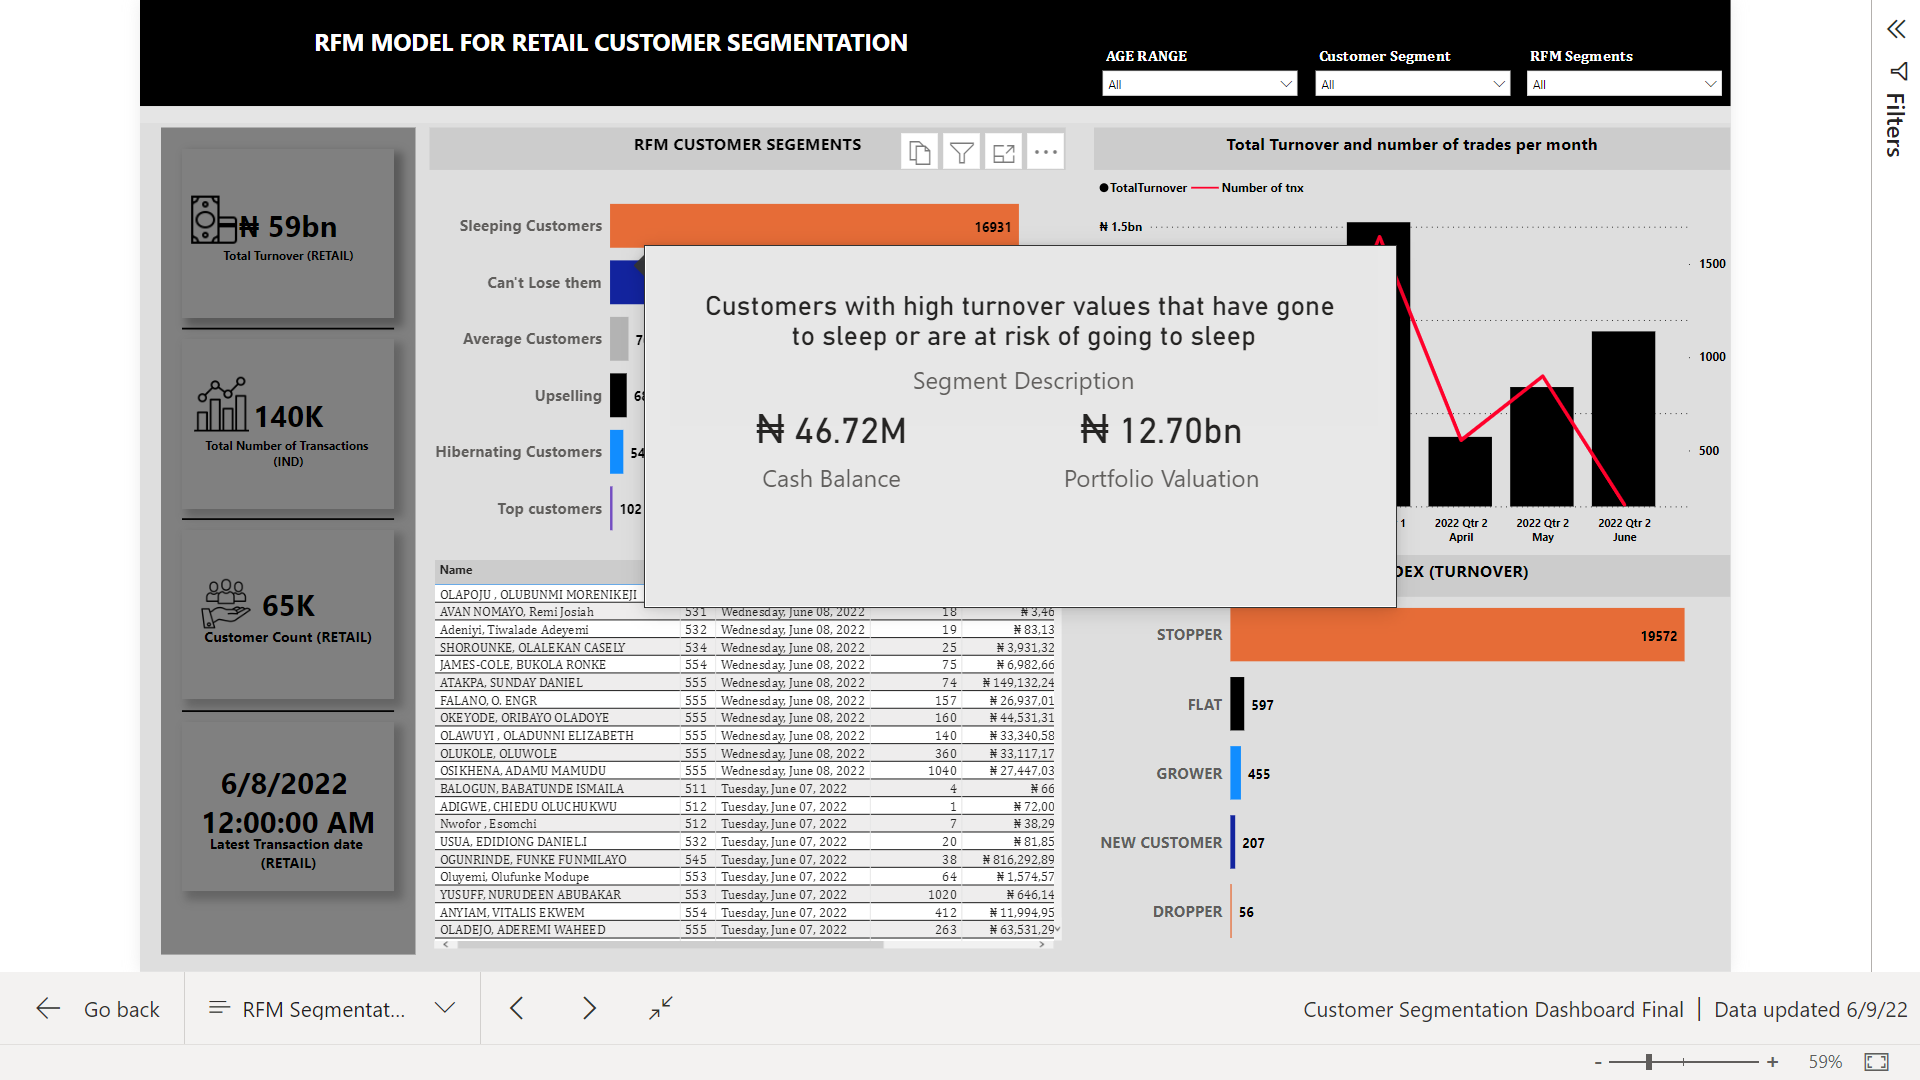 RFM MODEL FOR RETAIL CUSTOMER SEGMENTATION
AGE RANGE
All
Customer Segment
All
RFM Segments
All
Filters
₦ 59bn
Total Turnover (RETAIL)
140K
Total Number of Transactions
(IND)
65K
Customer Count (RETAIL)
6/8/2022
12:00:00 AM
Latest Transaction date
(RETAIL)
RFM CUSTOMER SEGEMENTS
Sleeping Customers 16931
Can't Lose them
Average Customers
Upselling
Hibernating Customers
Top customers 102
Customers with high turnover values that have gone
to sleep or are at risk of going to sleep
Segment Description
₦ 46.72M
Cash Balance
₦ 12.70bn
Portfolio Valuation
Total Turnover and number of trades per month
TotalTurnover Number of tnx
₦ 1.5bn
1500
1000
500
1
2022 Qtr 2
April
2022 Qtr 2
May
2022 Qtr 2
June
Name
OLAPOJU , OLUBUNMI MORENIKEJI
AVAN NOMAYO, Remi Josiah 531 Wednesday, June 08, 2022 18 ₦ 3,46
Adeniyi, Tiwalade Adeyemi 532 Wednesday, June 08, 2022 19 ₦ 83,13
SHOROUNKE, OLALEKAN CASELY 534 Wednesday, June 08, 2022 25 ₦ 3,931,32
JAMES-COLE, BUKOLA RONKE 554 Wednesday, June 08, 2022 75 ₦ 6,982,66
ATAKPA, SUNDAY DANIEL 555 Wednesday, June 08, 2022 74 ₦ 149,132,24
FALANO, O. ENGR 555 Wednesday, June 08, 2022 157 ₦ 26,937,01
OKEYODE, ORIBAYO OLADOYE 555 Wednesday, June 08, 2022 160 ₦ 44,531,31
OLAWUYI , OLADUNNI ELIZABETH 555 Wednesday, June 08, 2022 140 ₦ 33,340,58
OLUKOLE, OLUWOLE 555 Wednesday, June 08, 2022 360 ₦ 33,117,17
OSIKHENA, ADAMU MAMUDU 555 Wednesday, June 08, 2022 1040 ₦ 27,447,03
BALOGUN, BABATUNDE ISMAILA 511 Tuesday, June 07, 2022 4 ₦ 66
ADIGWE, CHIEDU OLUCHUKWU 512 Tuesday, June 07, 2022 1 ₦ 72,00
Nwofor , Esomchi 512 Tuesday, June 07, 2022 7 ₦ 38,29
USUA, EDIDIONG DANIEL.I 532 Tuesday, June 07, 2022 20 ₦ 81,85
OGUNRINDE, FUNKE FUNMILAYO 545 Tuesday, June 07, 2022 38 ₦ 816,292,89
Oluyemi, Olufunke Modupe 553 Tuesday, June 07, 2022 64 ₦ 1,574,57
YUSUFF, NURUDEEN ABUBAKAR 553 Tuesday, June 07, 2022 1020 ₦ 646,14
ANYIAM, VITALIS EKWEM 554 Tuesday, June 07, 2022 412 ₦ 11,994,95
OLADEJO, ADEREMI WAHEED 555 Tuesday, June 07, 2022 263 ₦ 63,531,29
DEX (TURNOVER)
STOPPER 19572
FLAT 597
GROWER 455
NEW CUSTOMER 207
DROPPER 56
Go back
RFM Segmentat...
Customer Segmentation Dashboard Final | Data updated 6/9/22
- + 59%